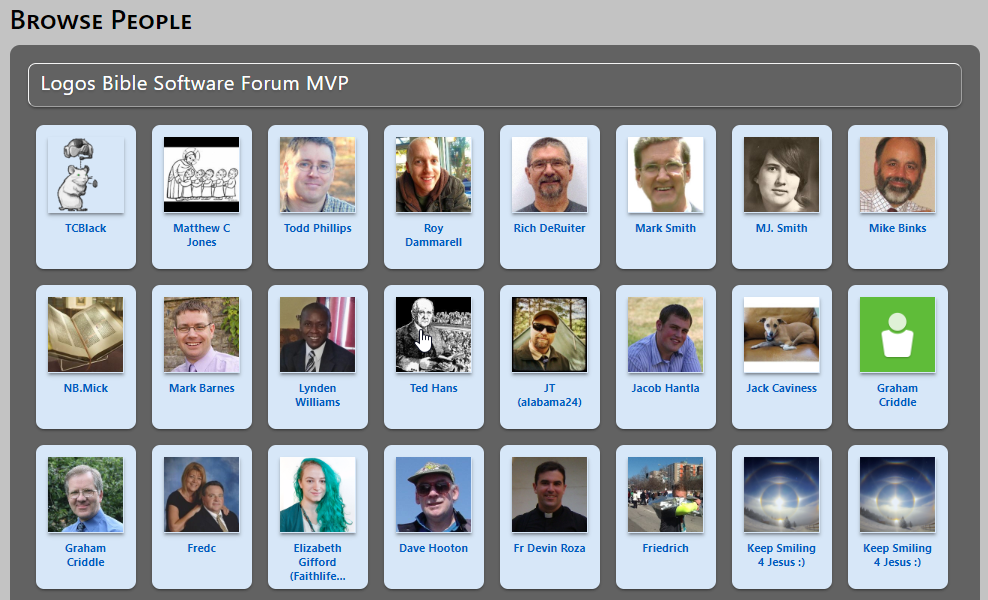 Browse People
Logos Bible Software Forum MVP
TCBlack
Matthew C
Jones
Todd Phillips
Roy
Dammarell
Rich DeRuiter
Mark Smith
MJ. Smith
Mike Binks
NB.Mick
Mark Barnes
Lynden
Williams
Ted Hans
JT
(alabama24)
Jacob Hantla
Jack Caviness
Graham
Criddle
Graham
Criddle
Fredc
Elizabeth
Gifford
(Faithlife...
Dave Hooton
Fr Devin Roza
Friedrich
Keep Smiling
4 Jesus :)
Keep Smiling
4 Jesus :)